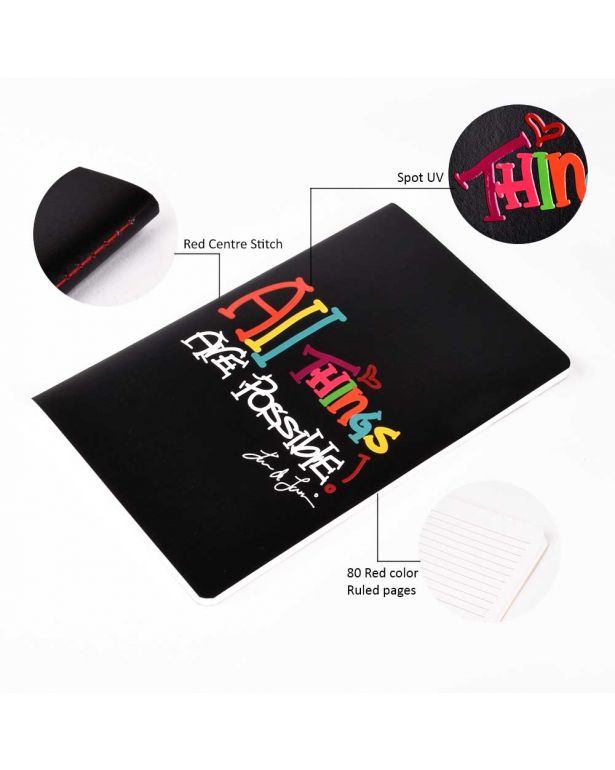 Spot UV
THIN
Red Centre Stitch
All
THINGS
ARE POSSIBLE!
80 Red color
Ruled pages